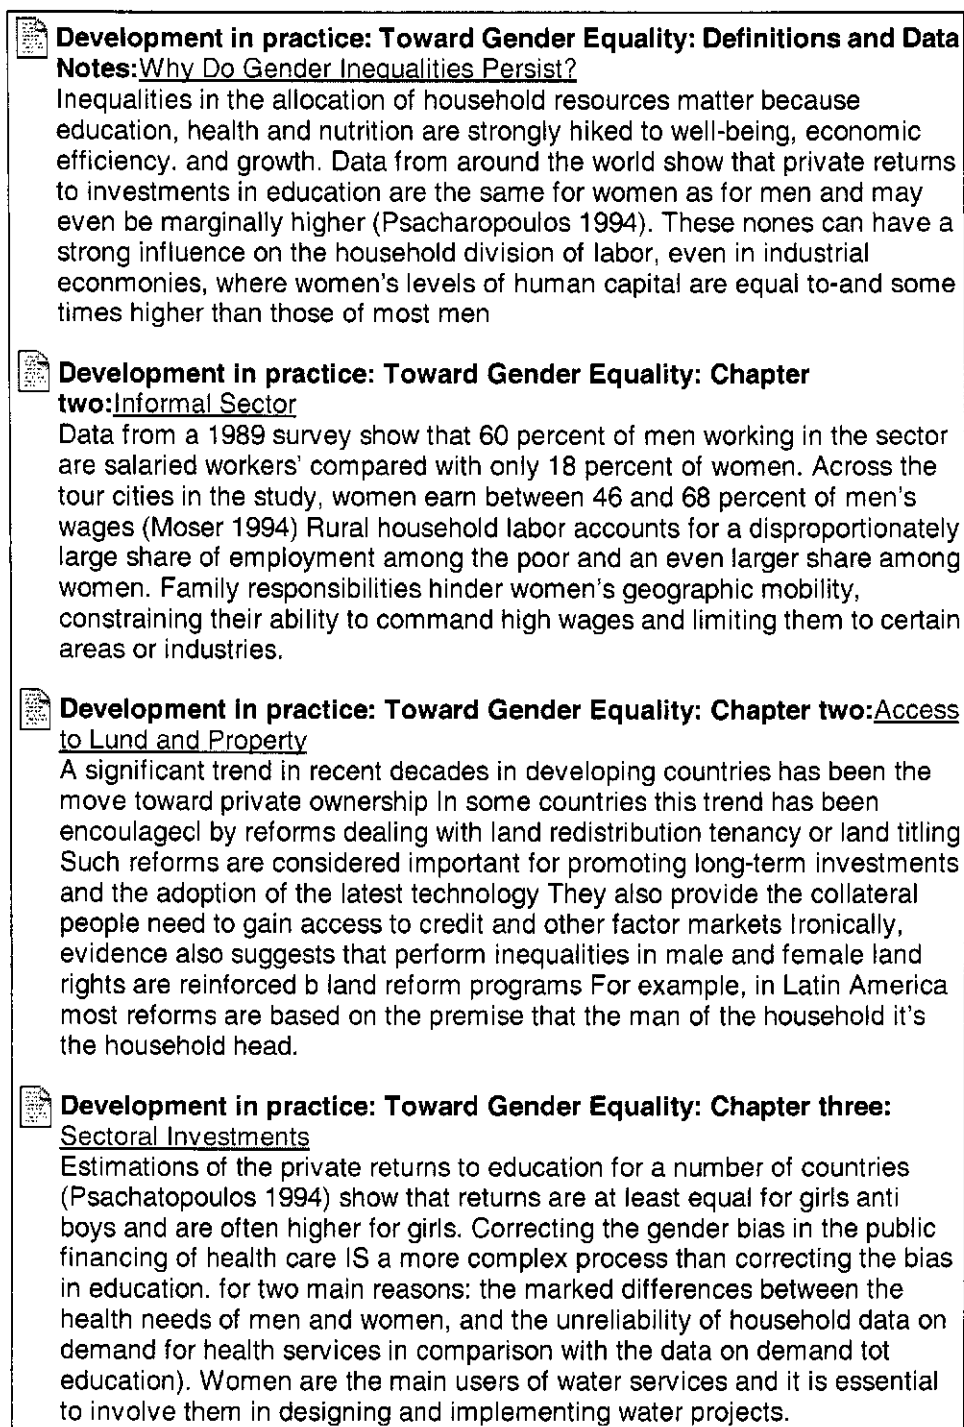 Development in practice: Toward Gender Equality: Definitions and Data
Notes:Why Do Gender Inequalities Persist?
Inequalities in the allocation of household resources matter because
education, health and nutrition are strongly hiked to well-being, economic
efficiency. and growth. Data from around the world show that private returns
to investments in education are the same for women as for men and may
even be marginally higher (Psacharopoulos 1994). These nones can have a
strong influence on the household division of labor, even in industrial
econmonies, where women's levels of human capital are equal to-and some
times higher than those of most men
Development in practice: Toward Gender Equality: Chapter
two:Informal Sector
Data from a 1989 survey show that 60 percent of men working in the sector
are salaried workers' compared with only 18 percent of women. Across the
tour cities in the study, women earn between 46 and 68 percent of men's
wages (Moser 1994) Rural household labor accounts for a disproportionately
large share of employment among the poor and an even larger share among
women. Family responsibilities hinder women's geographic mobility,
constraining their ability to command high wages and limiting them to certain
areas or industries.
Development in practice: Toward Gender Equality: Chapter two:Access
to Lund and Property
A significant trend in recent decades in developing countries has been the
move toward private ownership In some countries this trend has been
encoulagecl by reforms dealing with land redistribution tenancy or land titling
Such reforms are considered important for promoting long-term investments
and the adoption of the latest technology They also provide the collateral
people need to gain access to credit and other factor markets Ironically,
evidence also suggests that perform inequalities in male and female land
rights are reinforced b land reform programs For example, in Latin America
most reforms are based on the premise that the man of the household it's
the household head.
Development in practice: Toward Gender Equality: Chapter three:
Sectoral Investments
Estimations of the private returns to education for a number of countries
(Psachatopoulos 1994) show that returns are at least equal for girls anti
boys and are often higher for girls. Correcting the gender bias in the public
financing of health care IS a more complex process than correcting the bias
in education. for two main reasons: the marked differences between the
health needs of men and women, and the unreliability of household data on
demand for health services in comparison with the data on demand tot
education). Women are the main users of water services and it is essential
to involve them in designing and implementing water projects.